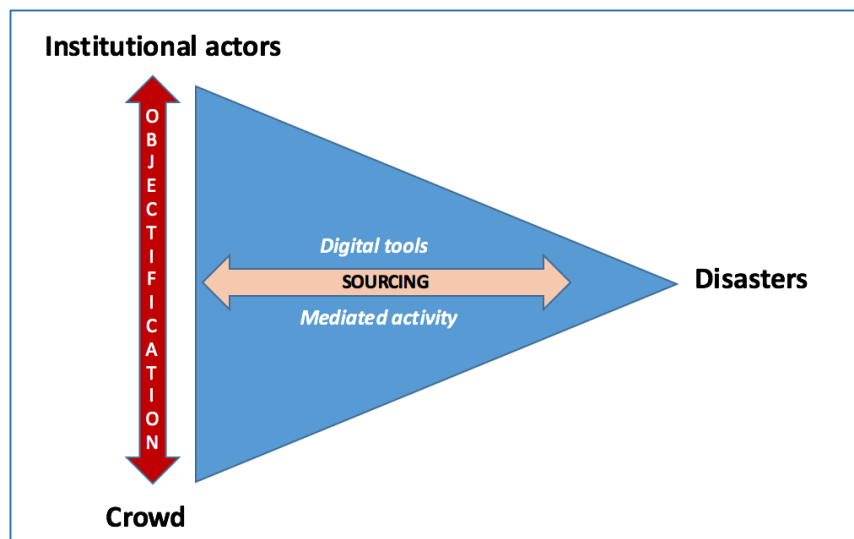 Institutional actors
OBJECTIFICATION
Digital tools
SOURCING
Mediated activity
Disasters
Crowd